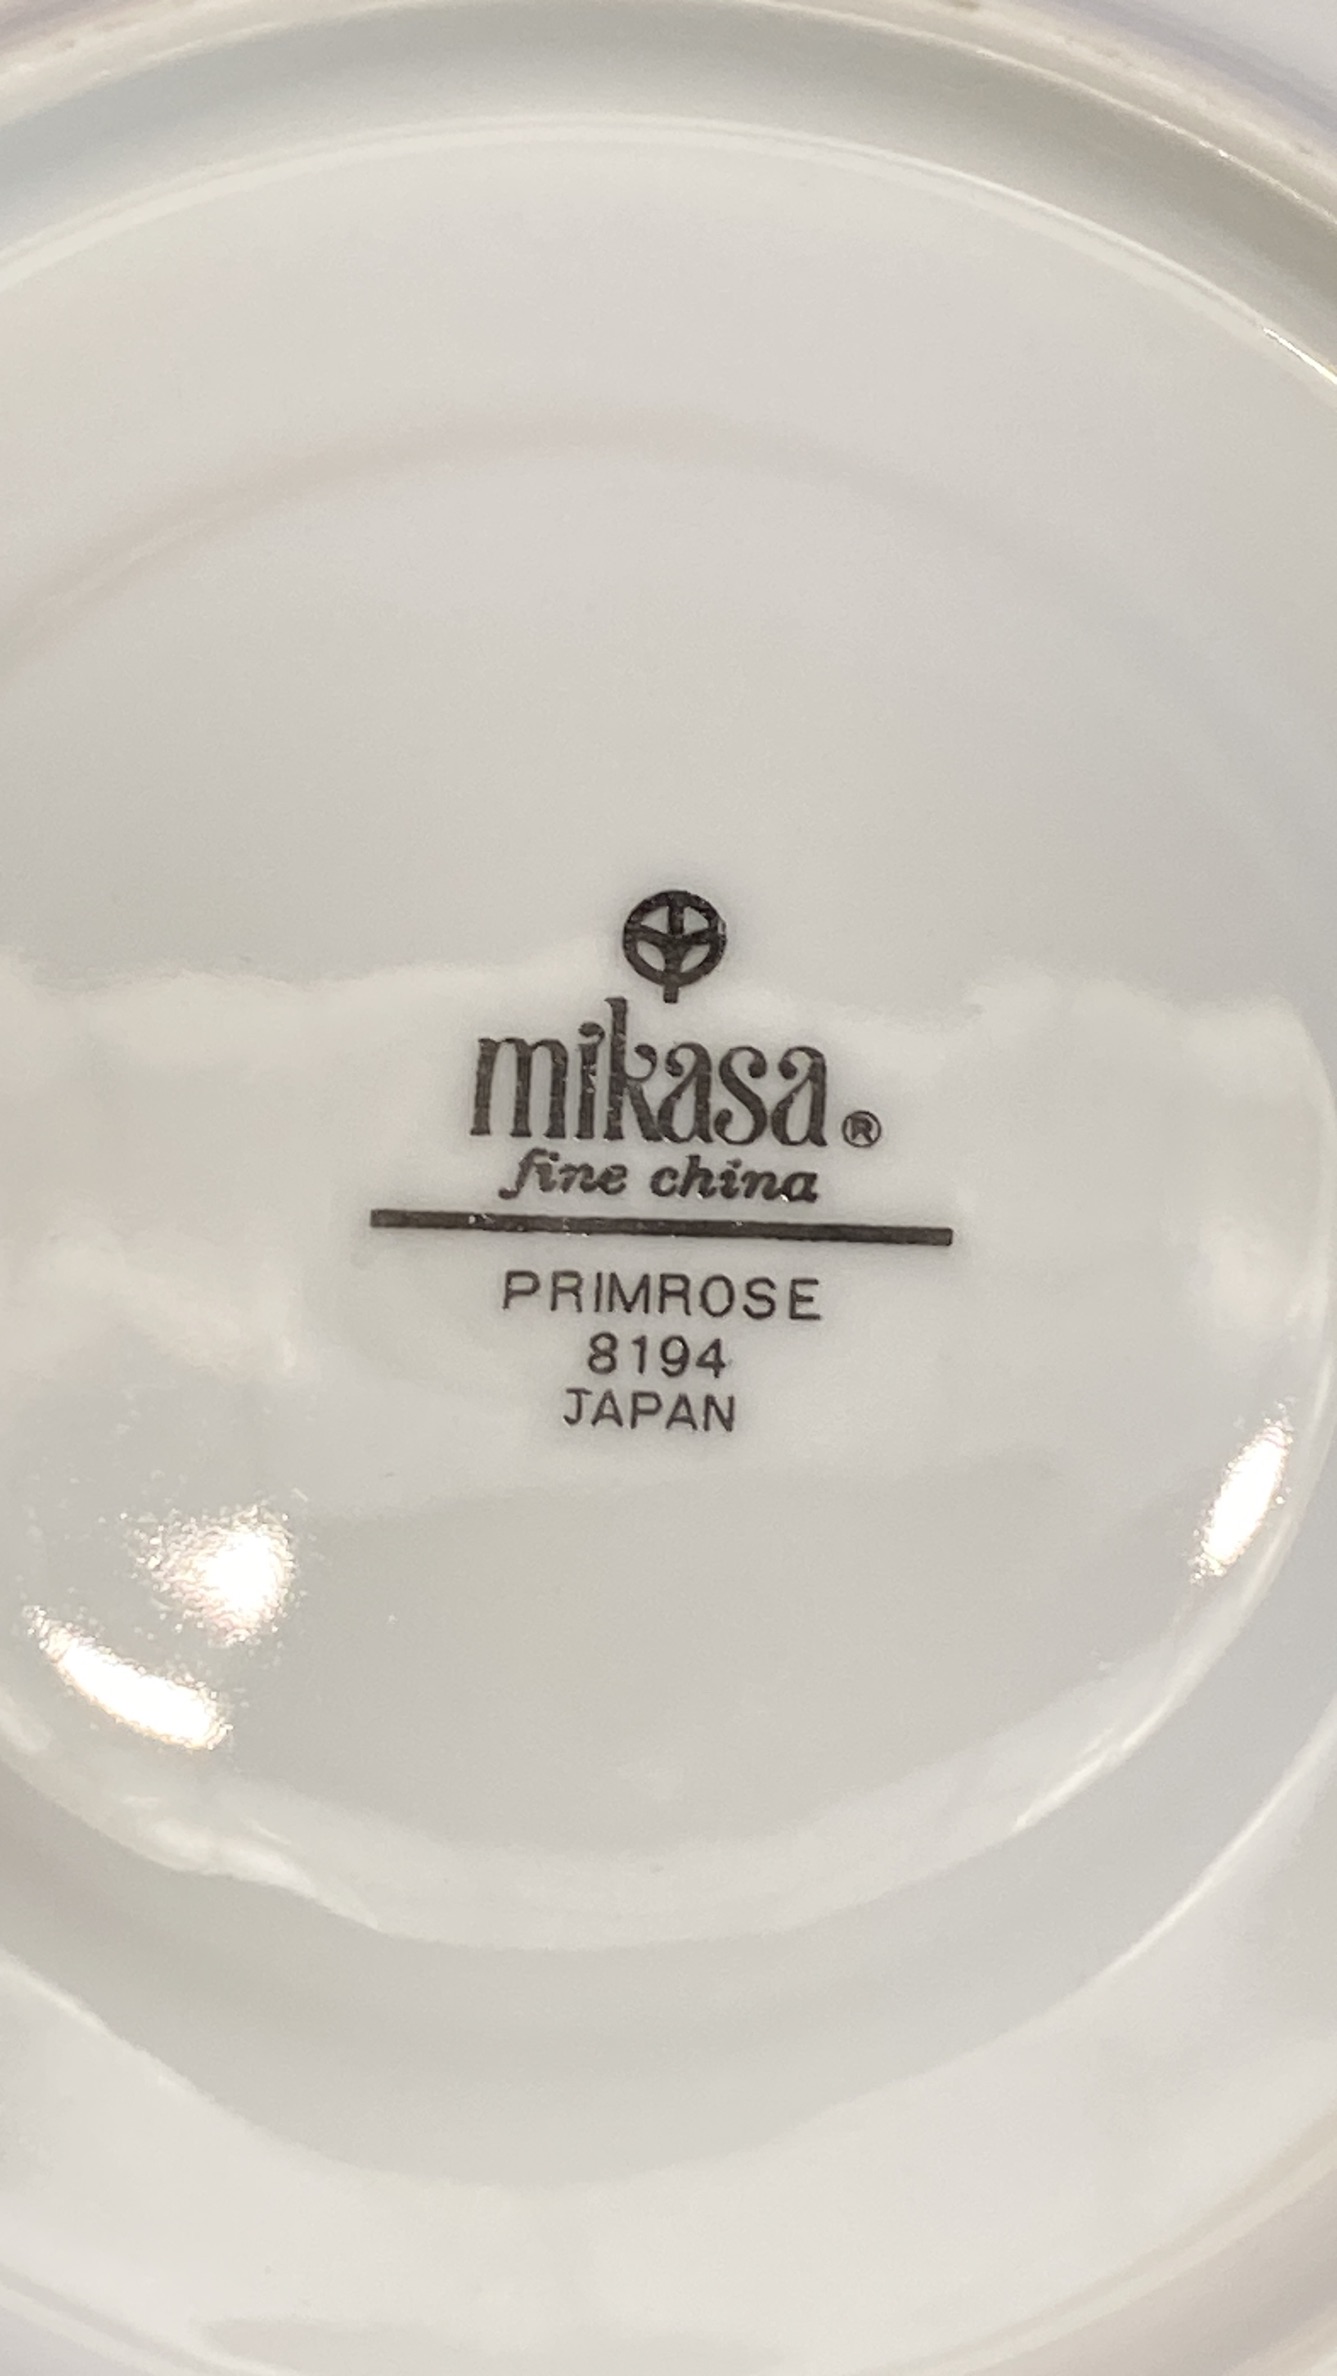 mikasa®
fine china
PRIMROSE
8194
JAPAN